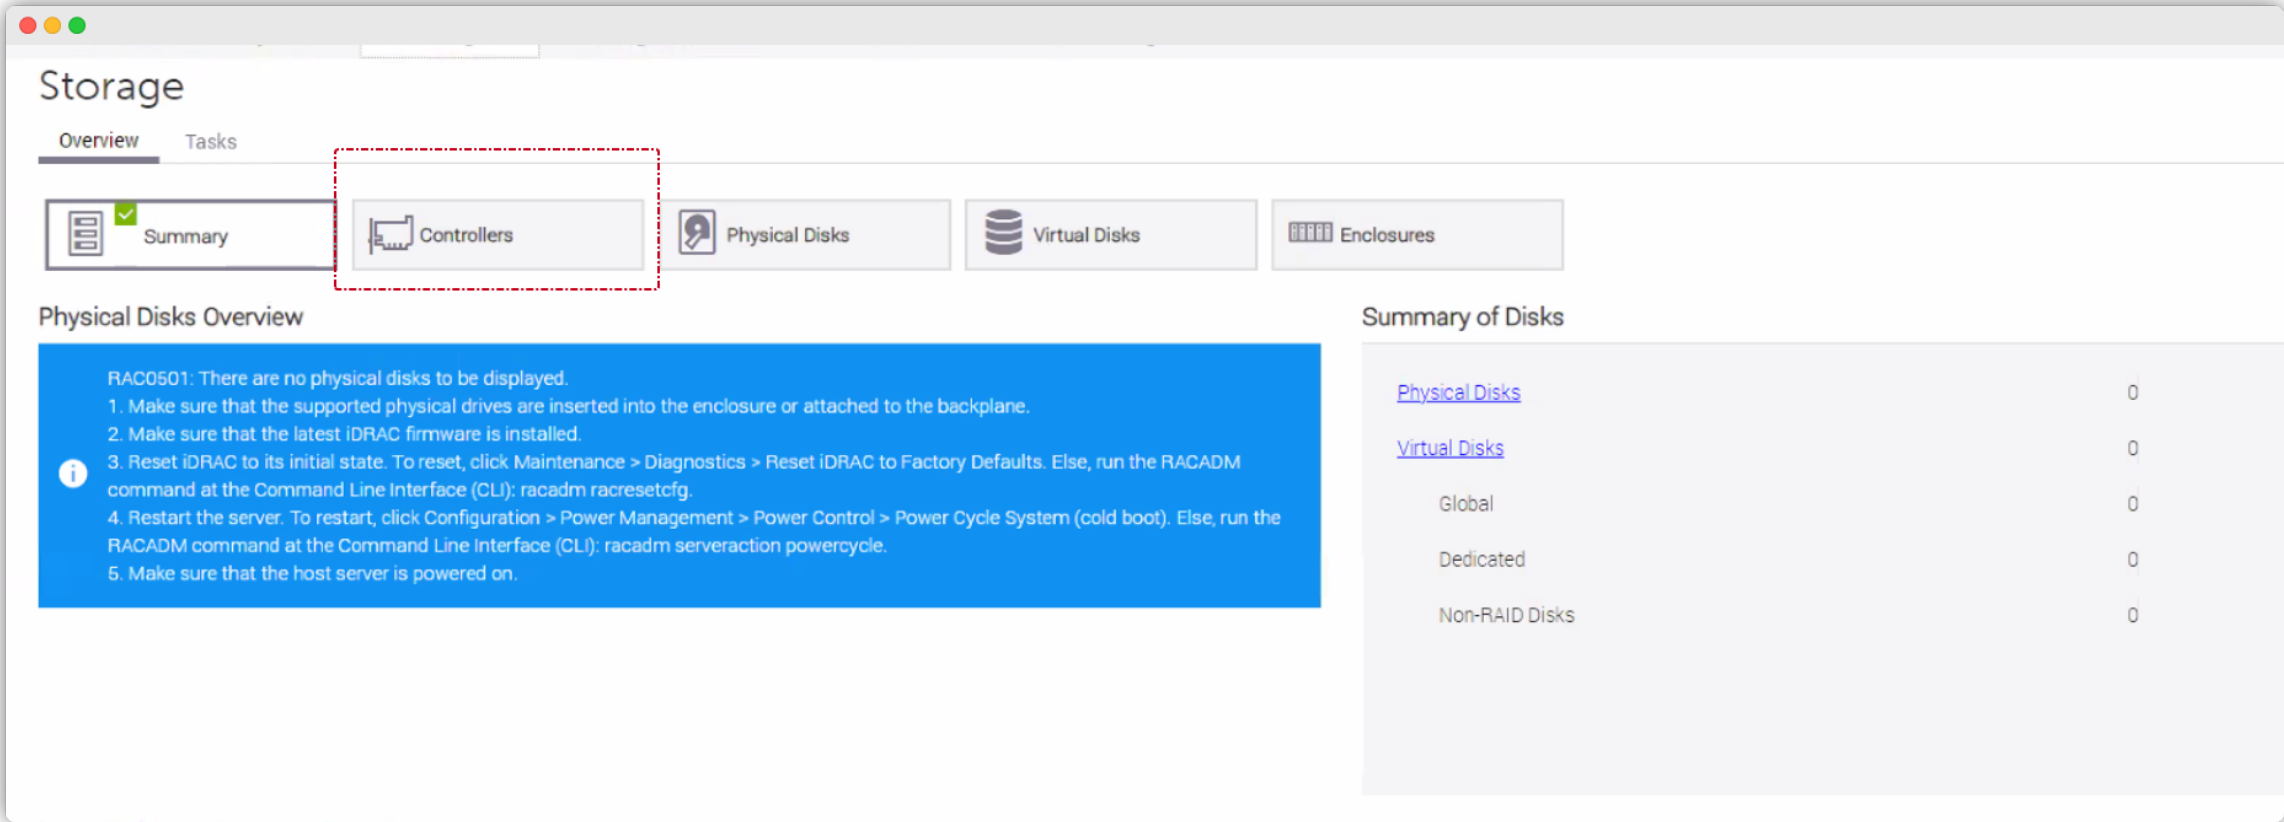 Storage
Overview
Tasks
Summary
Controllers
Physical Disks
Virtual Disks
Enclosures
Physical Disks Overview
RAC0501: There are no physical disks to be displayed.
1. Make sure that the supported physical drives are inserted into the enclosure or attached to the backplane.
2. Make sure that the latest iDRAC firmware is installed.
3. Reset iDRAC to its initial state. To reset, click Maintenance > Diagnostics > Reset iDRAC to Factory Defaults. Else, run the RACADM
command at the Command Line Interface (CLI): racadm racresetcfg.
4. Restart the server. To restart, click Configuration > Power Management > Power Control > Power Cycle System (cold boot). Else, run the
RACADM command at the Command Line Interface (CLI): racadm serveraction powercycle.
5. Make sure that the host server is powered on.
Summary of Disks
Physical Disks 0
Virtual Disks 0
Global 0
Dedicated 0
Non-RAID Disks 0